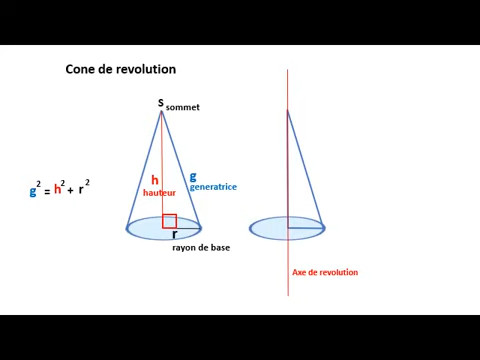 Cone de revolution
s sommet
g
generatrice
h
hauteur
g² = h² + r²
r
rayon de base
Axe de revolution